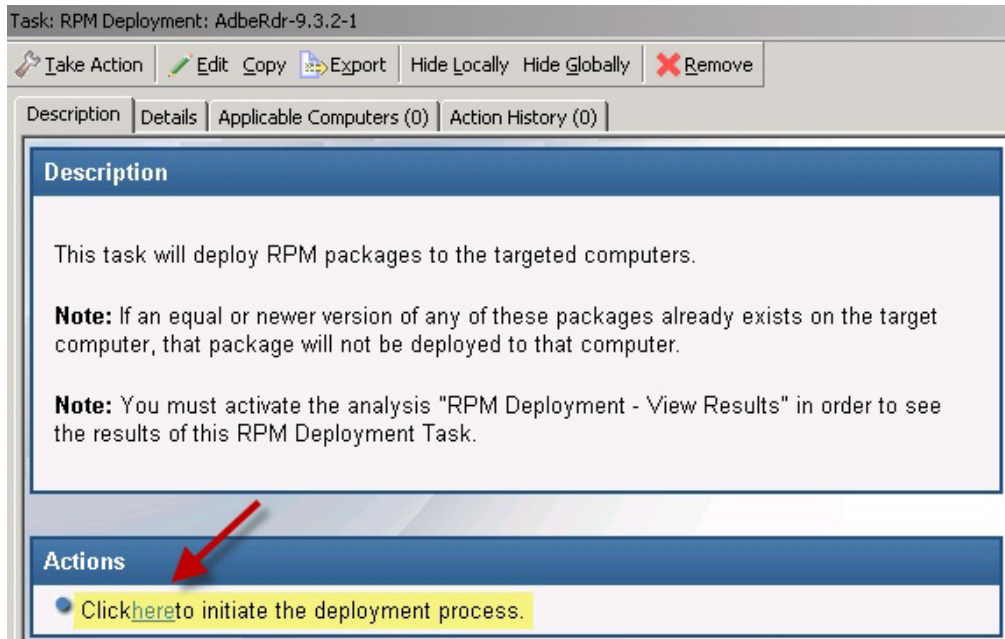 Task: RPM Deployment: AdbeRdr-9.3.2-1
Take Action Edit Copy Export Hide Locally Hide Globally Remove
Description Details Applicable Computers (0) Action History (0)
Description
This task will deploy RPM packages to the targeted computers.
Note: If an equal or newer version of any of these packages already exists on the target
computer, that package will not be deployed to that computer.
Note: You must activate the analysis "RPM Deployment - View Results" in order to see
the results of this RPM Deployment Task.
Actions
Clickhereto initiate the deployment process.